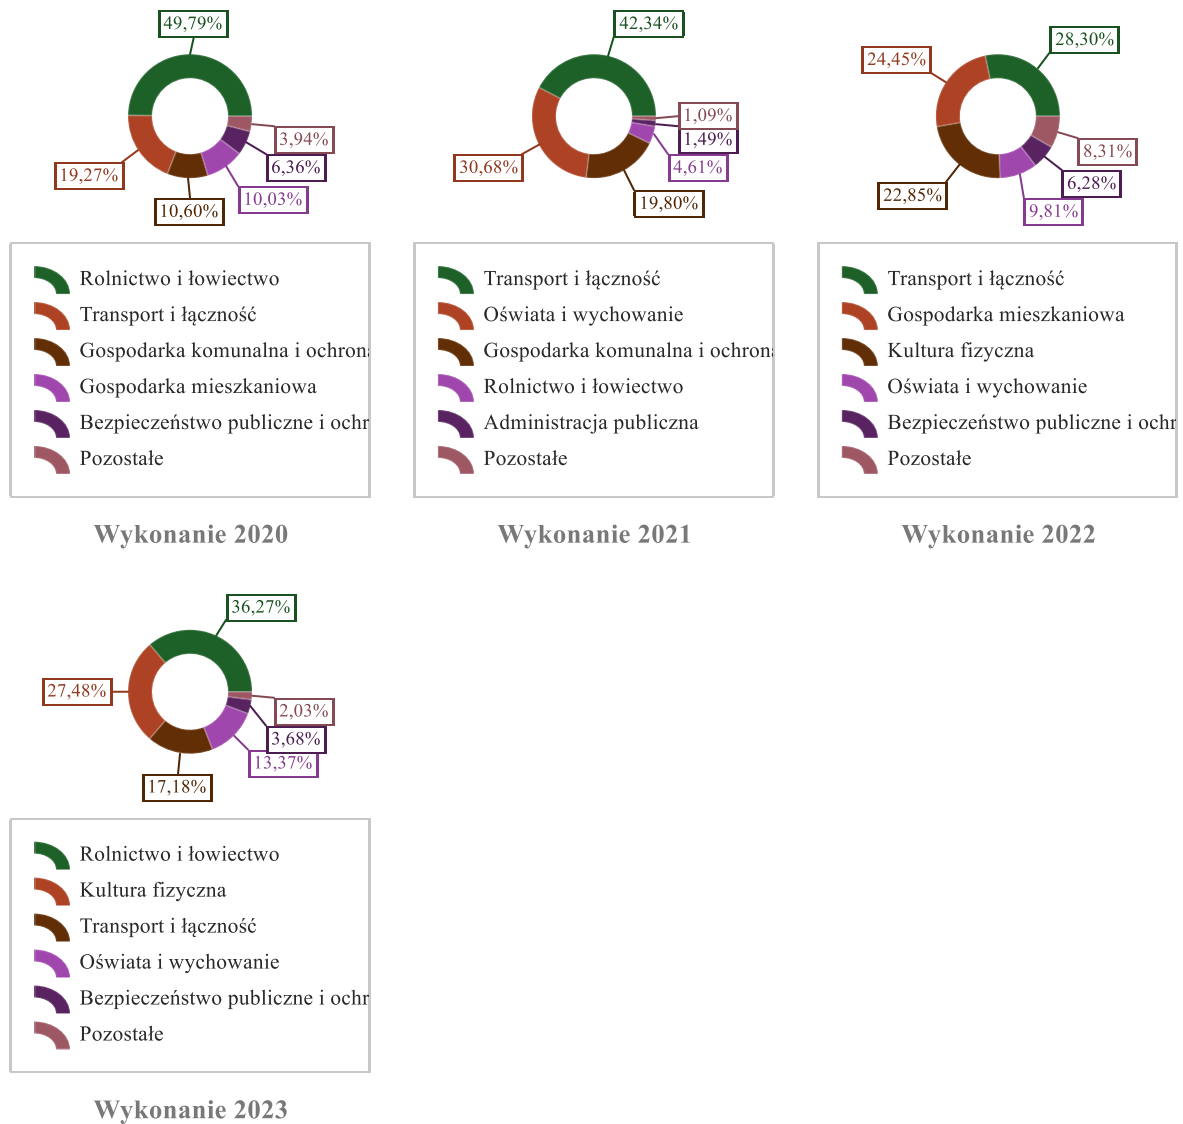 49,79%
3,94%
6,36%
19,27%
10,03%
10,60%
Rolnictwo i łowiectwo
Transport i łączność
Gospodarka komunalna i ochrona
Gospodarka mieszkaniowa
Bezpieczeństwo publiczne i ochr
Pozostałe
Wykonanie 2020
42,34%
1,09%
1,49%
30,68%
4,61%
19,80%
Transport i łączność
Oświata i wychowanie
Gospodarka komunalna i ochrona
Rolnictwo i łowiectwo
Administracja publiczna
Pozostałe
Wykonanie 2021
28,30%
24,45%
8,31%
6,28%
22,85%
9,81%
Transport i łączność
Gospodarka mieszkaniowa
Kultura fizyczna
Oświata i wychowanie
Bezpieczeństwo publiczne i ochr
Pozostałe
Wykonanie 2022
36,27%
27,48%
2,03%
3,68%
13,37%
17,18%
Rolnictwo i łowiectwo
Kultura fizyczna
Transport i łączność
Oświata i wychowanie
Bezpieczeństwo publiczne i ochr
Pozostałe
Wykonanie 2023